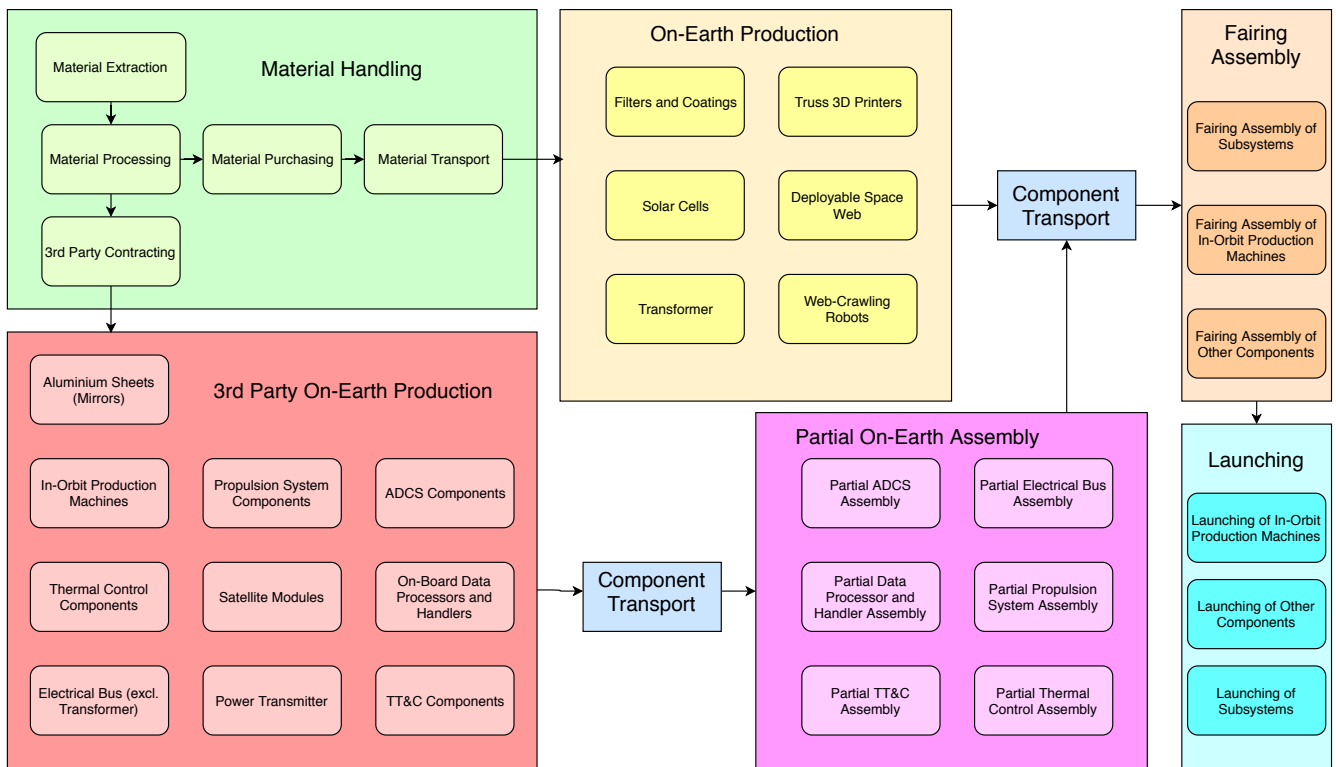 Material Handling
Material Extraction
Material Processing
Material Purchasing
Material Transport
3rd Party Contracting
On-Earth Production
Filters and Coatings
Truss 3D Printers
Solar Cells
Deployable Space
Web
Transformer
Web-Crawling
Robots
Component
Transport
Fairing
Assembly
Fairing Assembly of
Subsystems
Fairing Assembly of
In-Orbit Production
Machines
Fairing Assembly of
Other Components
3rd Party On-Earth Production
Aluminium Sheets
(Mirrors)
In-Orbit Production
Machines
Propulsion System
Components
ADCS Components
Thermal Control
Components
Satellite Modules
On-Board Data
Processors and
Handlers
Electrical Bus (excl.
Transformer)
Power Transmitter
TT&C Components
Component
Transport
Partial On-Earth Assembly
Partial ADCS
Assembly
Partial Electrical Bus
Assembly
Partial Data
Processor and
Handler Assembly
Partial Propulsion
System Assembly
Partial TT&C
Assembly
Partial Thermal
Control Assembly
Launching
Launching of In-Orbit
Production Machines
Launching of Other
Components
Launching of
Subsystems